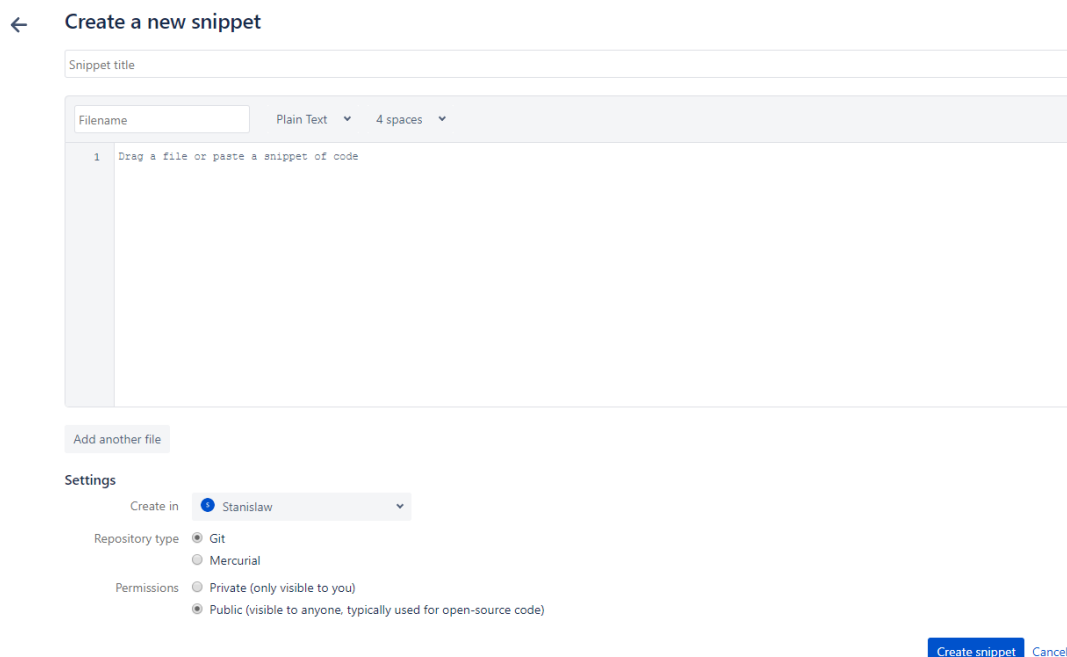 Create a new snippet
Snippet title
Filename Plain Text 4 spaces
1 Drag a file or paste a snippet of code
Add another file
Settings
Create in S Stanislaw
Repository type Git
Mercurial
Permissions Private (only visible to you)
Public (visible to anyone, typically used for open-source code)
Create snippet Cancel